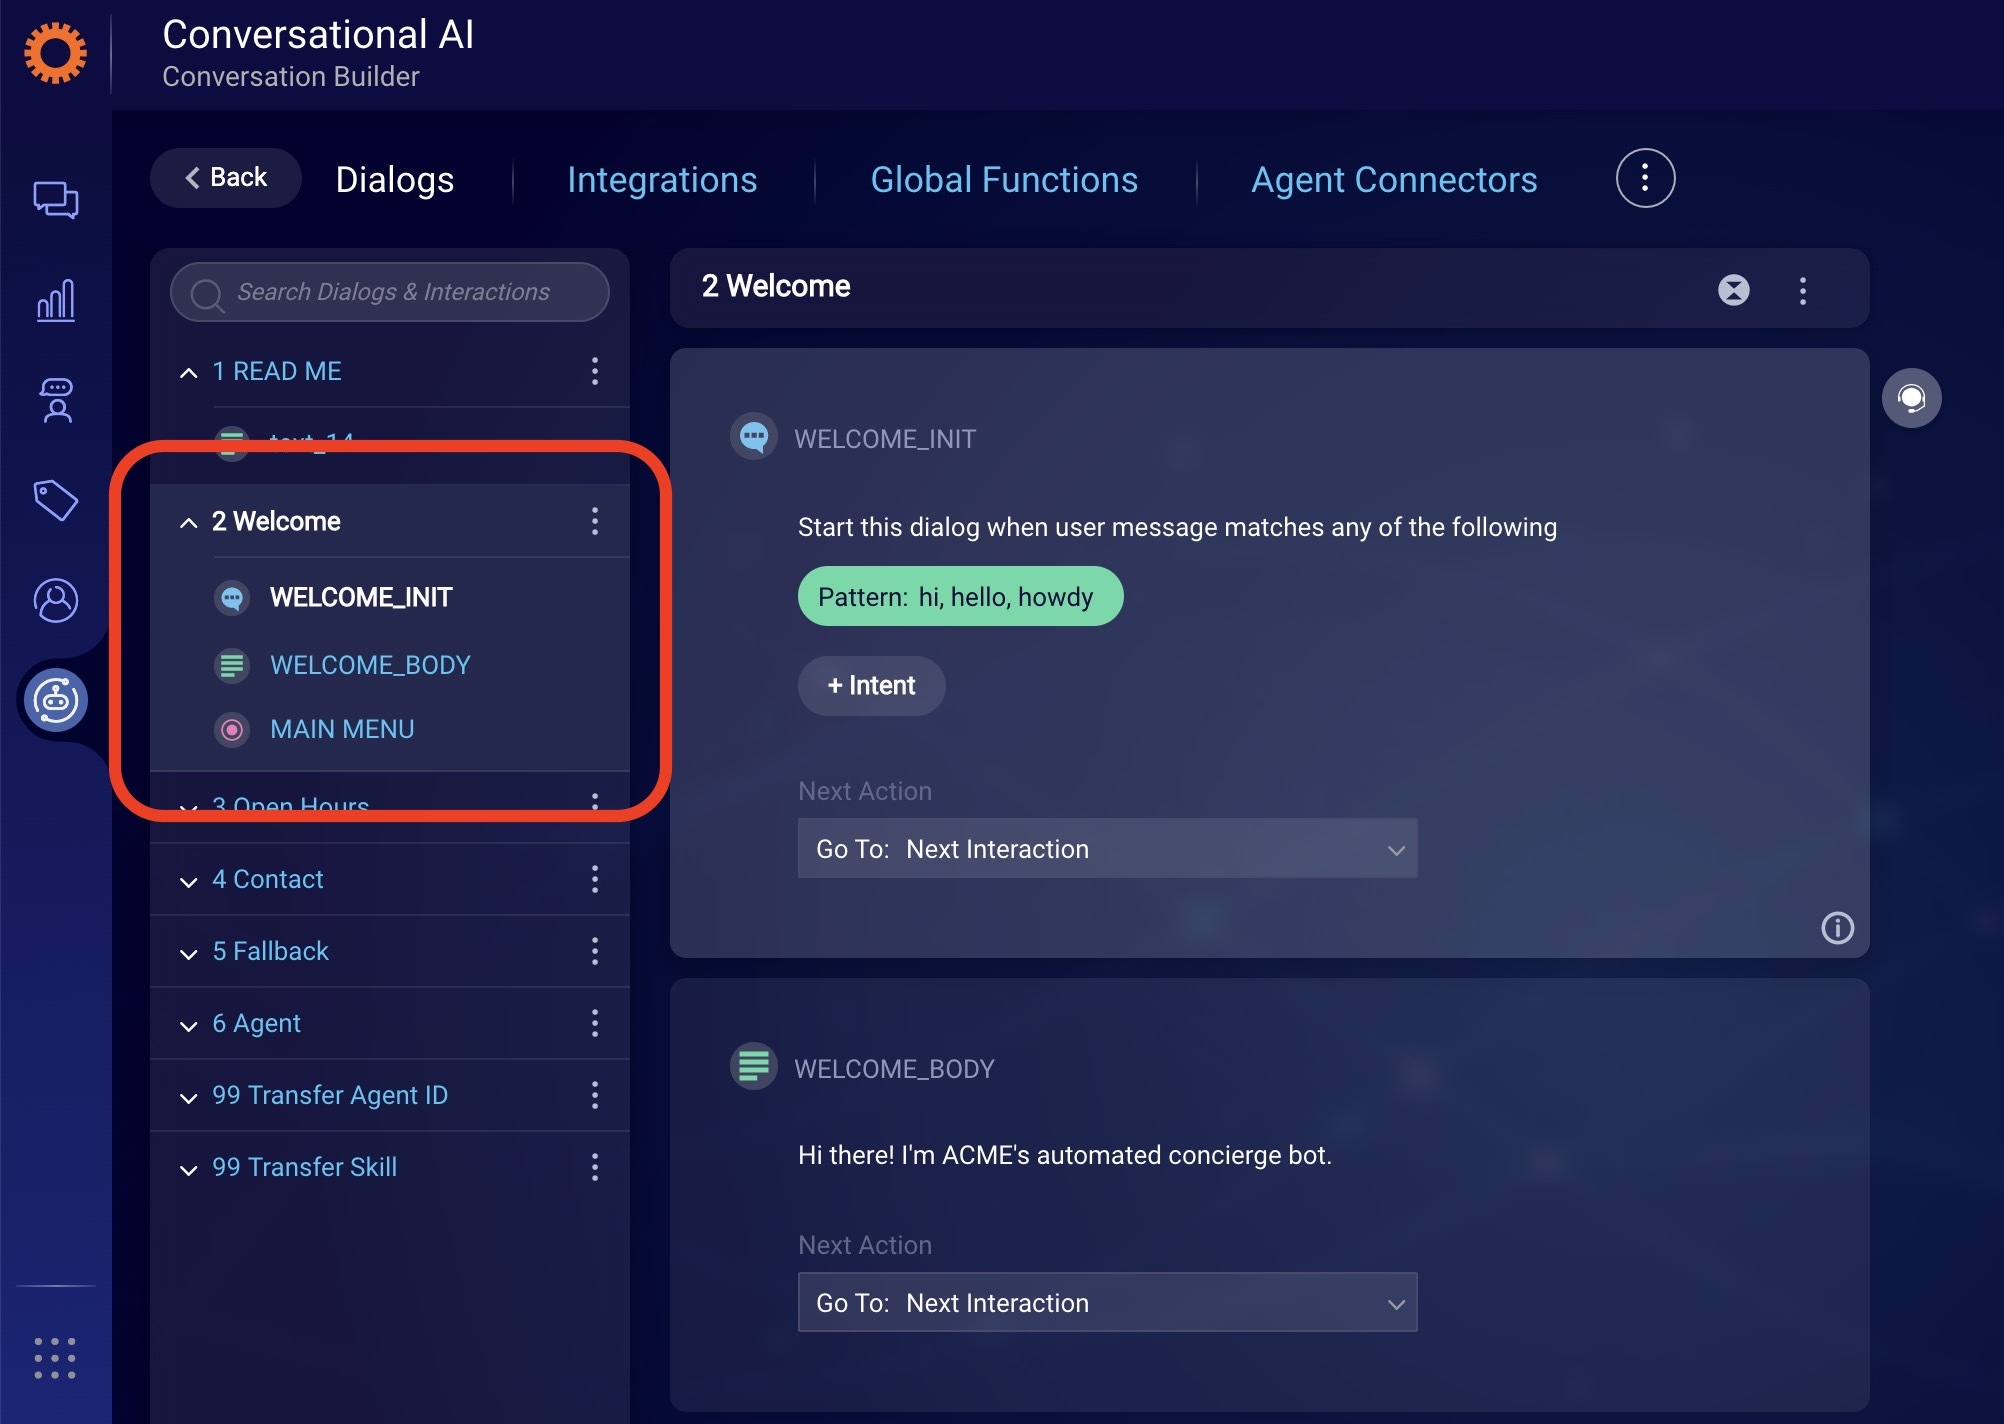 Conversational AI
Conversation Builder
Back
Dialogs
Integrations
Global Functions
Agent Connectors
Search Dialogs & Interactions
1 READ ME
text_14
2 Welcome
WELCOME_INIT
WELCOME_BODY
MAIN MENU
3 Open Hours
4 Contact
5 Fallback
6 Agent
99 Transfer Agent ID
99 Transfer Skill
2 Welcome
WELCOME_INIT
Start this dialog when user message matches any of the following
Pattern: hi, hello, howdy
+ Intent
Next Action
Go To: Next Interaction
WELCOME_BODY
Hi there! I'm ACME's automated concierge bot.
Next Action
Go To: Next Interaction